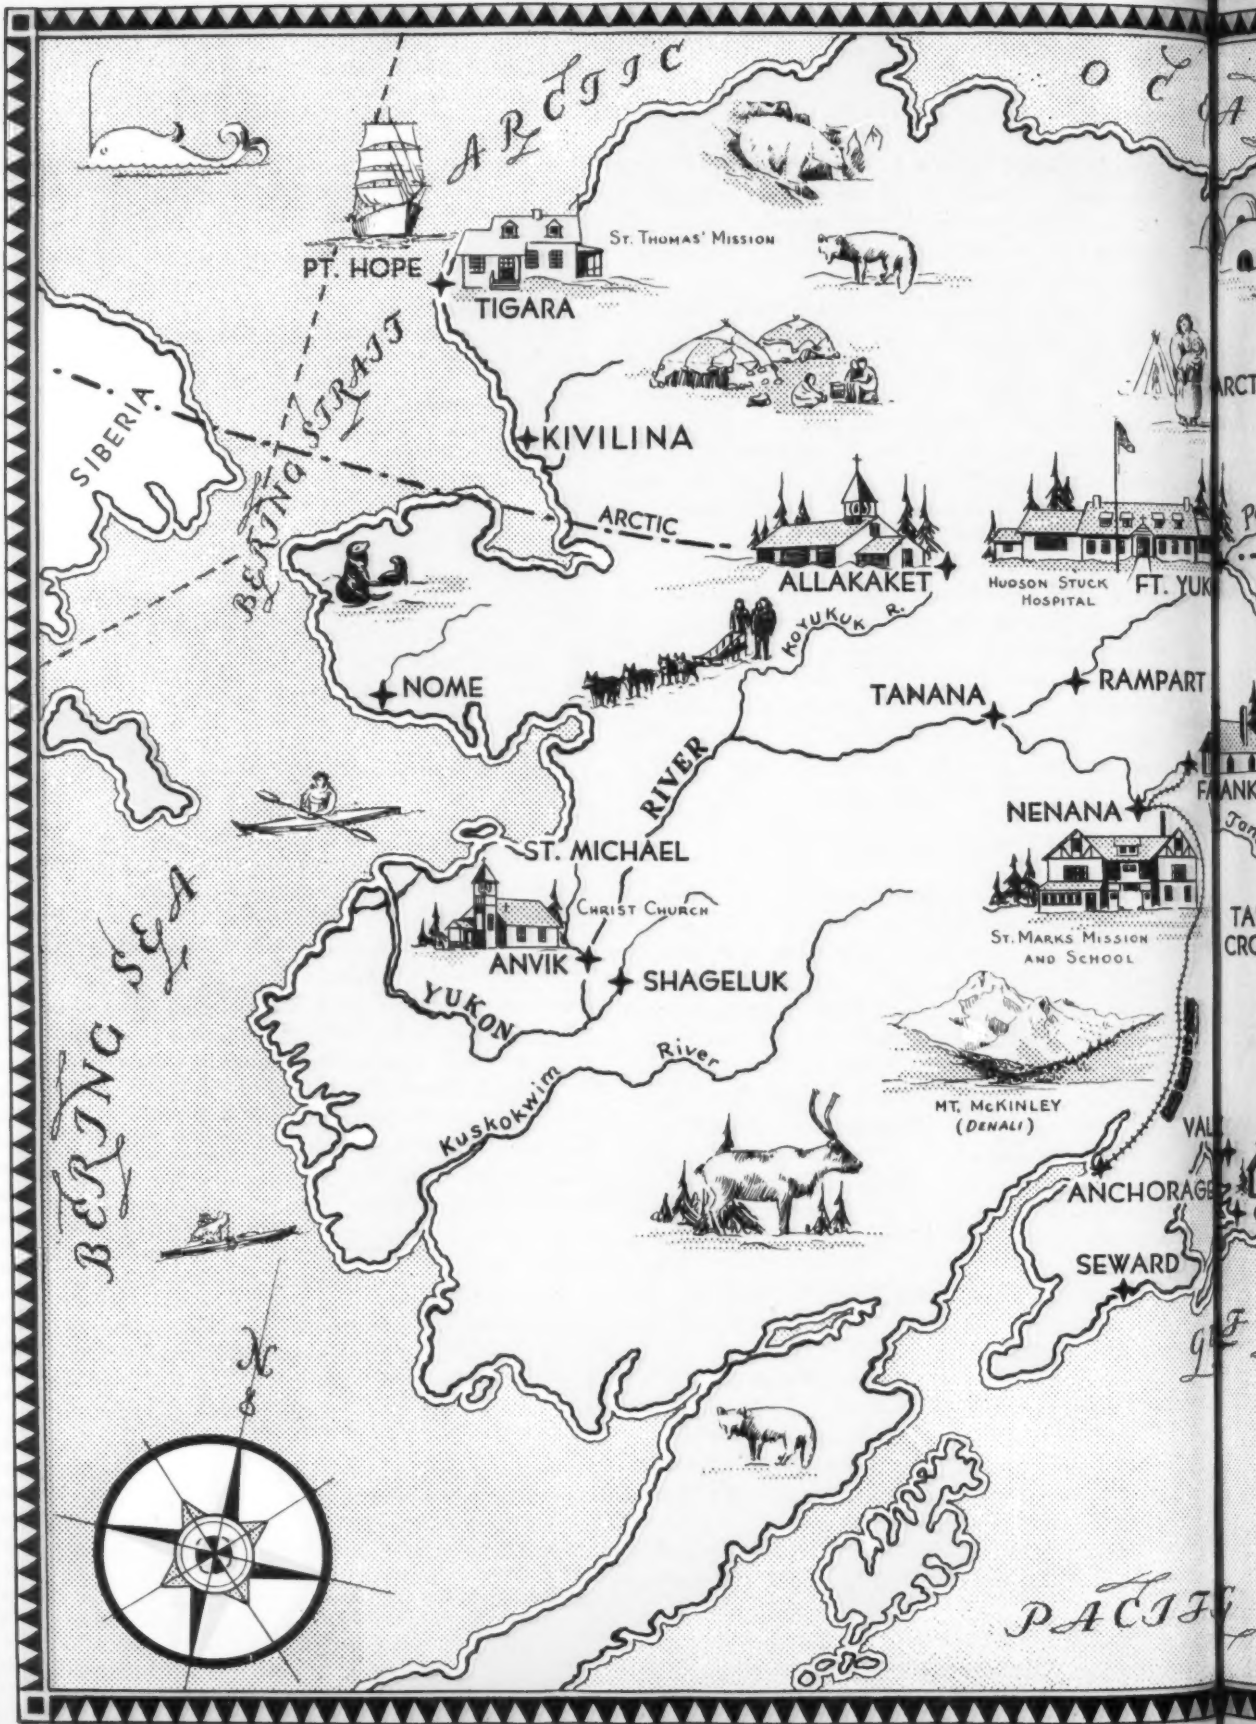 ARCTIC
ST. THOMAS' MISSION
PT. HOPE
TIGARA
BERING STRAIT
SIBERIA
KIVILINA
ARCTIC
ALLAKAKET
HUDSON STUCK
HOSPITAL
FT. YUK
KOYUKUK R.
NOME
TANANA
RAMPART
RIVER
NENANA
ST. MICHAEL
CHRIST CHURCH
ST. MARKS MISSION
AND SCHOOL
ANVIK
SHAGELUK
YUKON
BERING SEA
Kuskokwim River
MT. MCKINLEY
(DENALI)
ANCHORAGE
SEWARD
N
PACIF